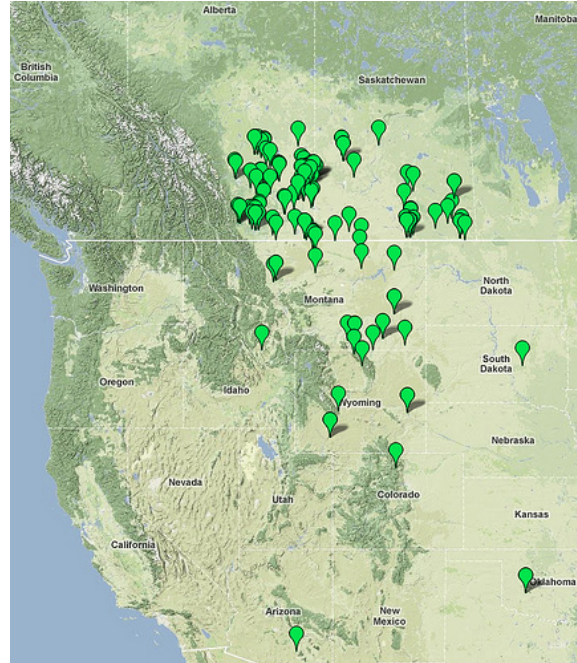 Alberta
Manitoba
British
Columbia
Saskatchewan
Washington
Montana
North
Dakota
Oregon
Idaho
South
Dakota
Wyoming
Nebraska
Nevada
Utah
Colorado
Kansas
California
Oklahoma
Arizona
New
Mexico